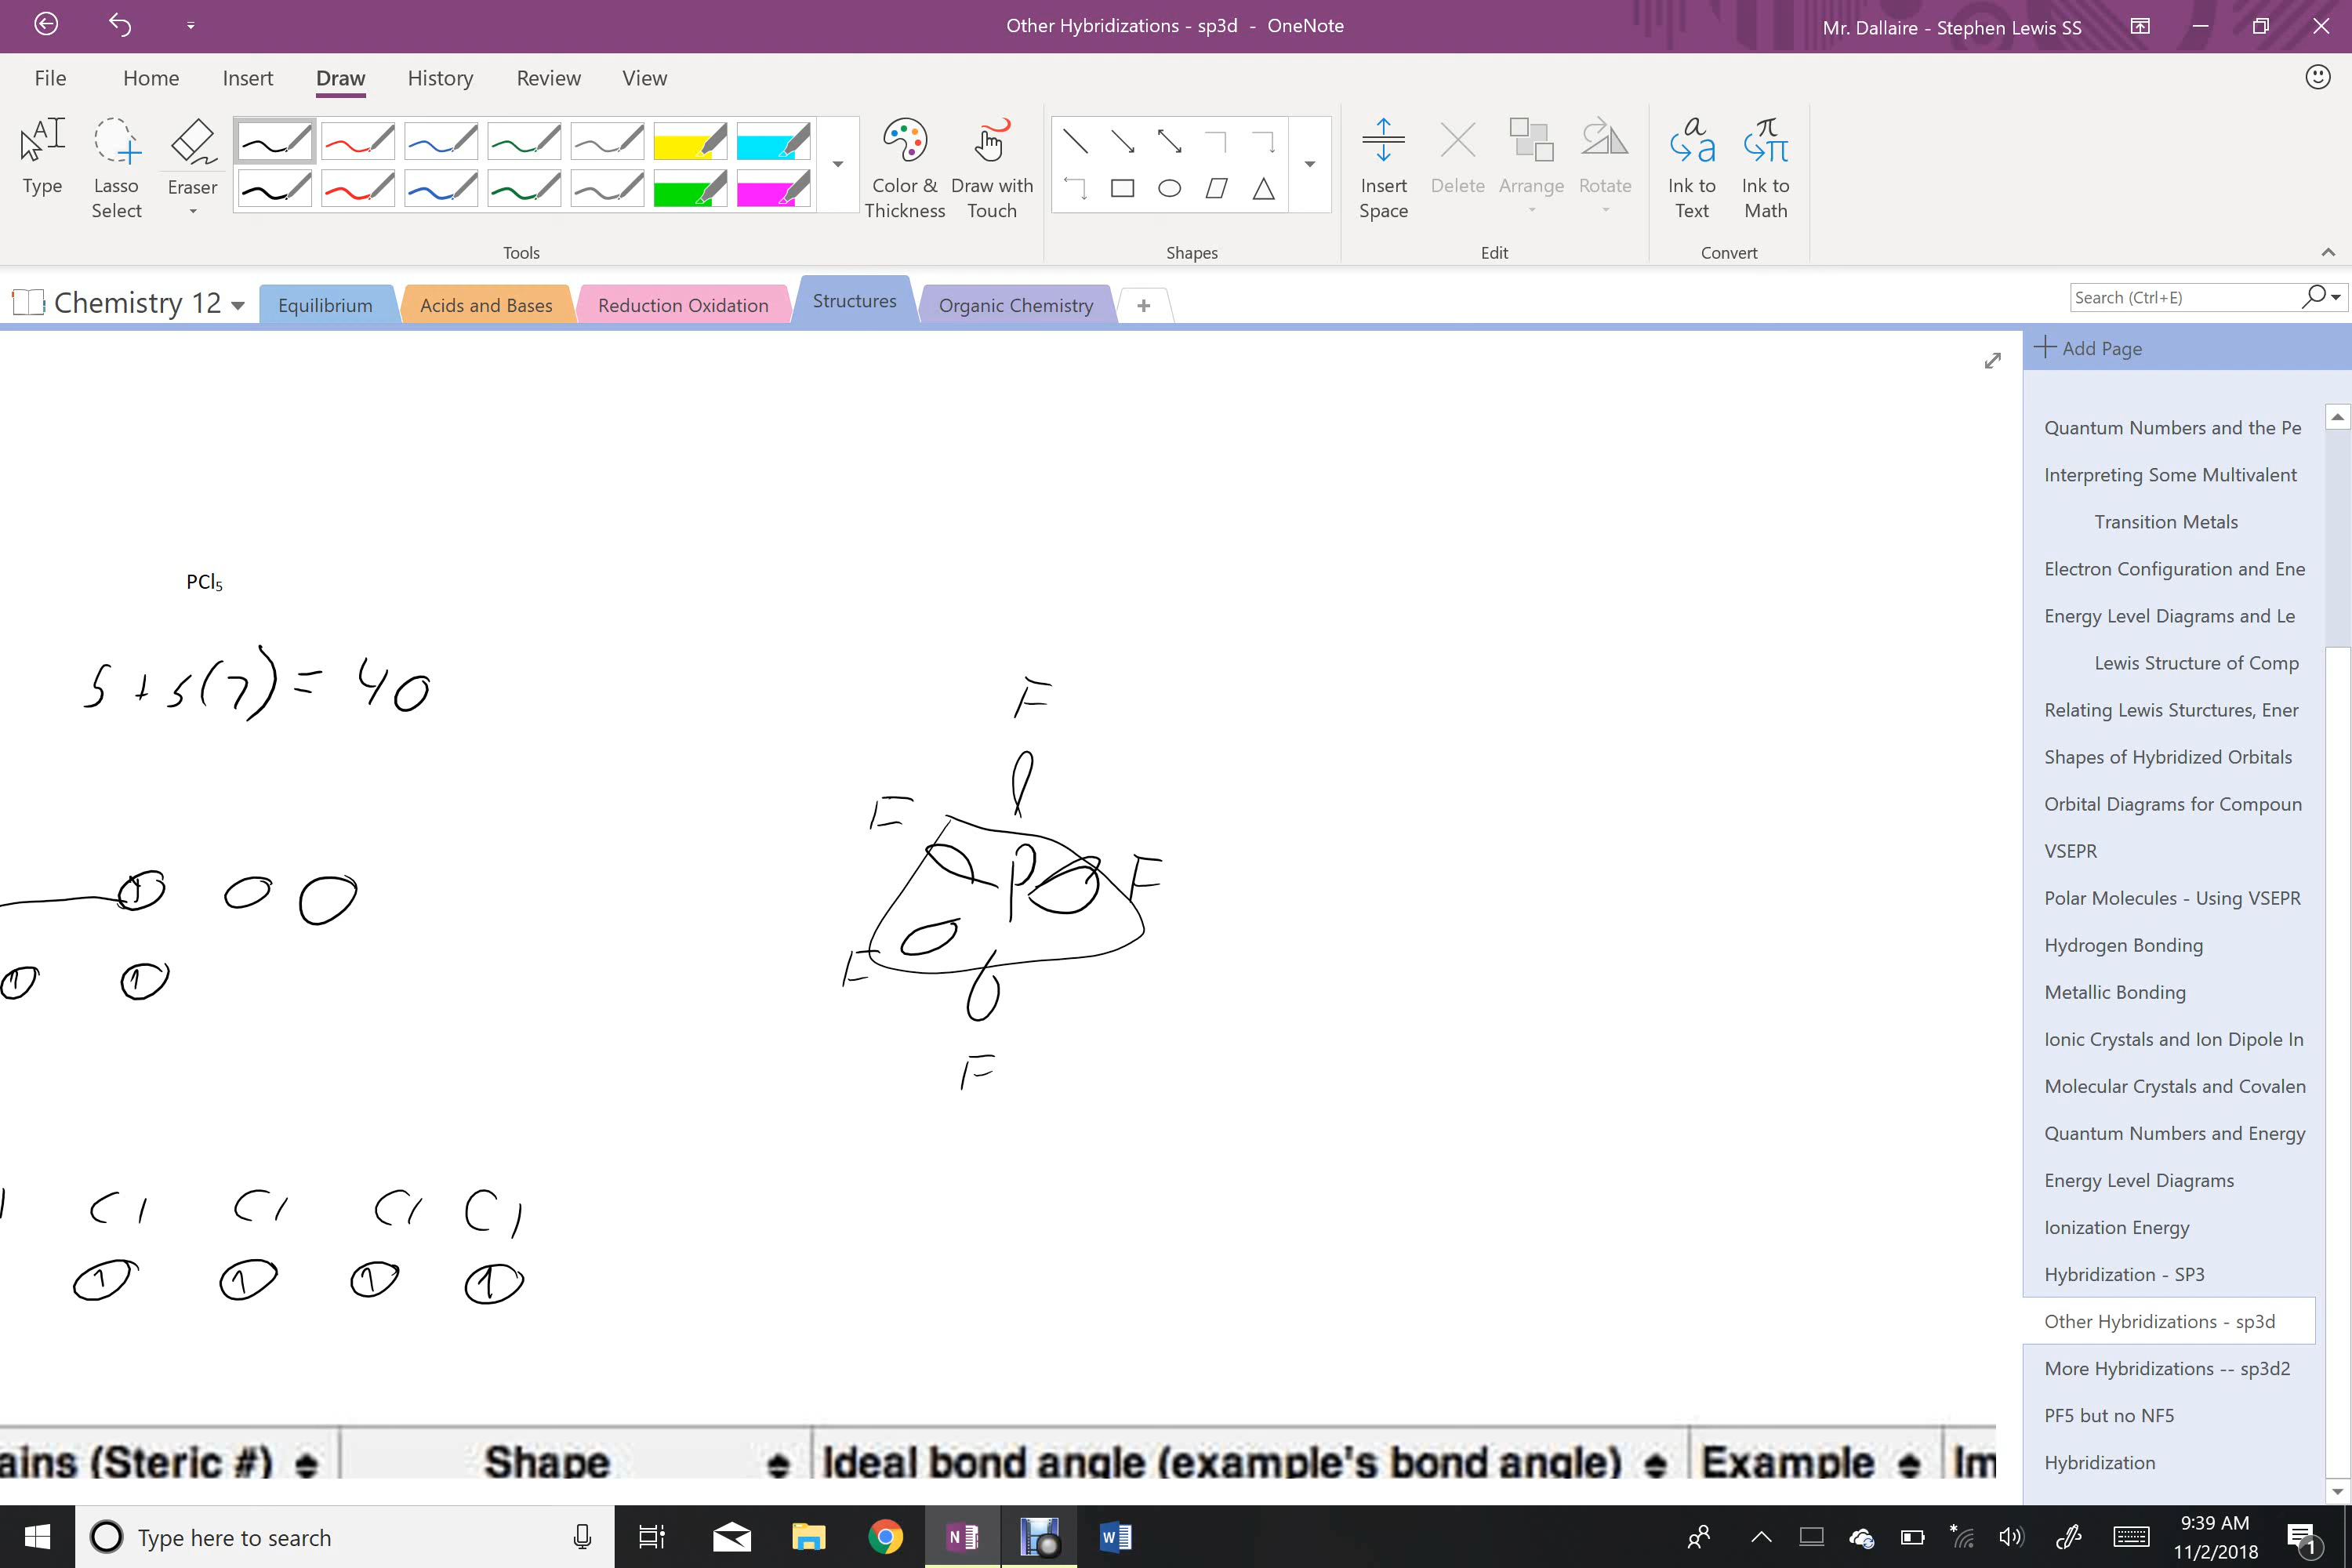 Other Hybridizations - sp3d - OneNote
Mr. Dallaire - Stephen Lewis SS
File Home Insert Draw History Review View
Type
Lasso Select
Eraser
Color & Thickness
Draw with Touch
Insert Space
Delete
Arrange
Rotate
Ink to Text
Ink to Math
Tools Shapes Edit Convert
Chemistry 12
Equilibrium
Acids and Bases
Reduction Oxidation
Structures
Organic Chemistry
+
Search (Ctrl+E)
Add Page
Quantum Numbers and the Pe
Interpreting Some Multivalent
Transition Metals
Electron Configuration and Ene
Energy Level Diagrams and Le
Lewis Structure of Comp
Relating Lewis Sturctures, Ener
Shapes of Hybridized Orbitals
Orbital Diagrams for Compoun
VSEPR
Polar Molecules - Using VSEPR
Hydrogen Bonding
Metallic Bonding
Ionic Crystals and Ion Dipole In
Molecular Crystals and Covalen
Quantum Numbers and Energy
Energy Level Diagrams
Ionization Energy
Hybridization - SP3
Other Hybridizations - sp3d
More Hybridizations -- sp3d2
PF5 but no NF5
Hybridization
PCl₅
5 + 5(7) = 40
F
F
P F
F
F
Cl Cl Cl Cl
1 1 1 1
ains (Steric #) Shape Ideal bond angle (example's bond angle) Example Im
Type here to search
9:39 AM
11/2/2018
1